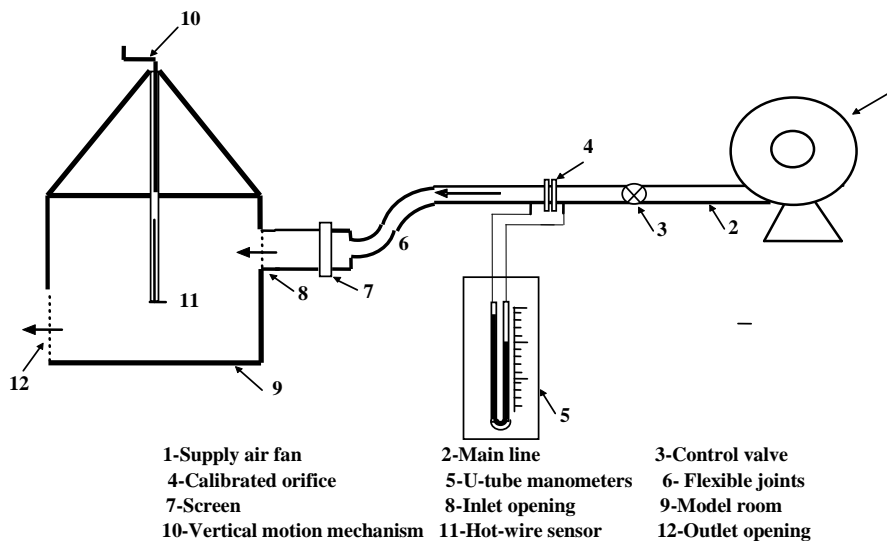 10
4
6
3
2
8
7
11
12
9
5
1-Supply air fan 2-Main line 3-Control valve
4-Calibrated orifice 5-U-tube manometers 6- Flexible joints
7-Screen 8-Inlet opening 9-Model room
10-Vertical motion mechanism 11-Hot-wire sensor 12-Outlet opening